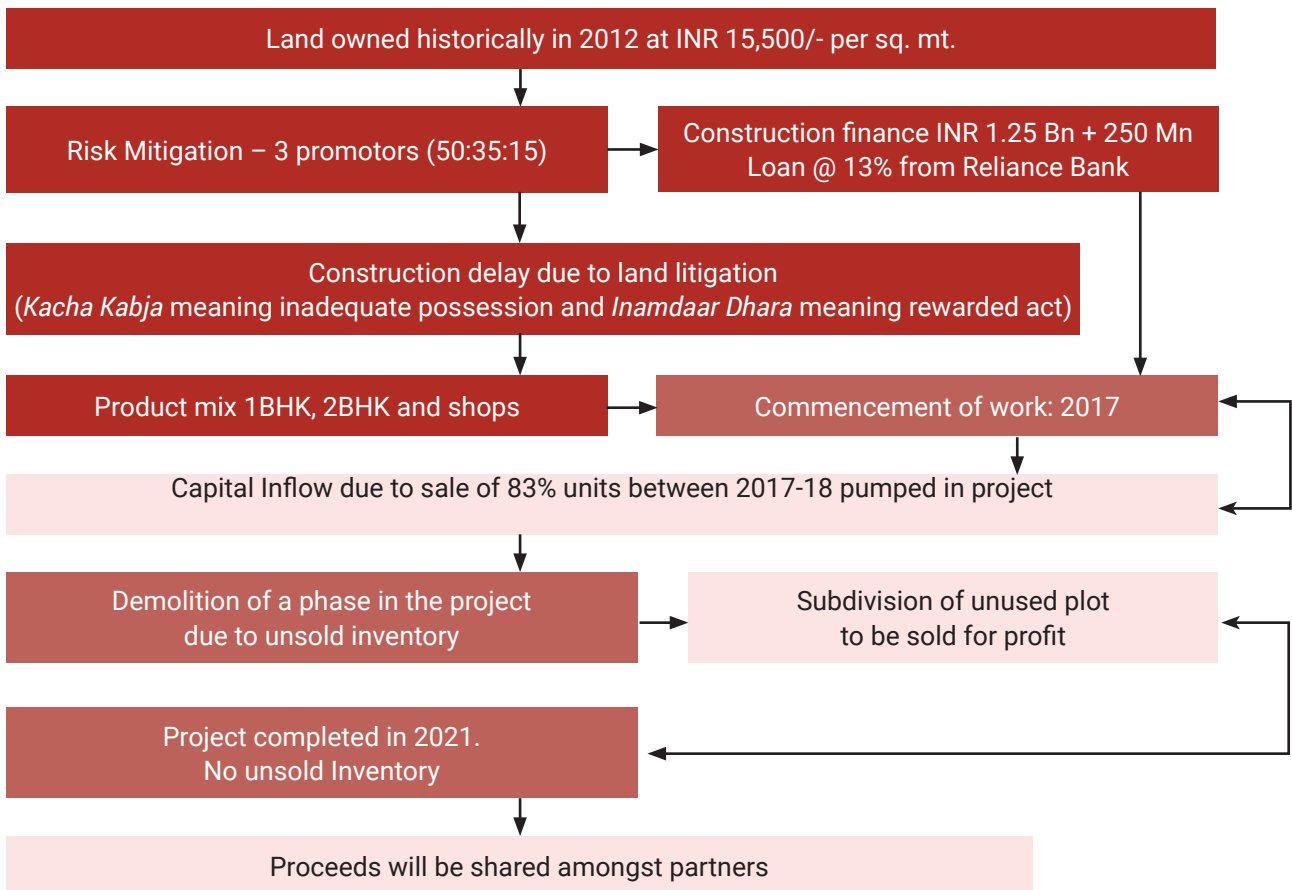 Land owned historically in 2012 at INR 15,500/- per sq. mt.
Risk Mitigation – 3 promotors (50:35:15)
Construction finance INR 1.25 Bn + 250 Mn
Loan @ 13% from Reliance Bank
Construction delay due to land litigation
(Kacha Kabja meaning inadequate possession and Inamdaar Dhara meaning rewarded act)
Product mix 1BHK, 2BHK and shops
Commencement of work: 2017
Capital Inflow due to sale of 83% units between 2017-18 pumped in project
Demolition of a phase in the project
due to unsold inventory
Subdivision of unused plot
to be sold for profit
Project completed in 2021.
No unsold Inventory
Proceeds will be shared amongst partners